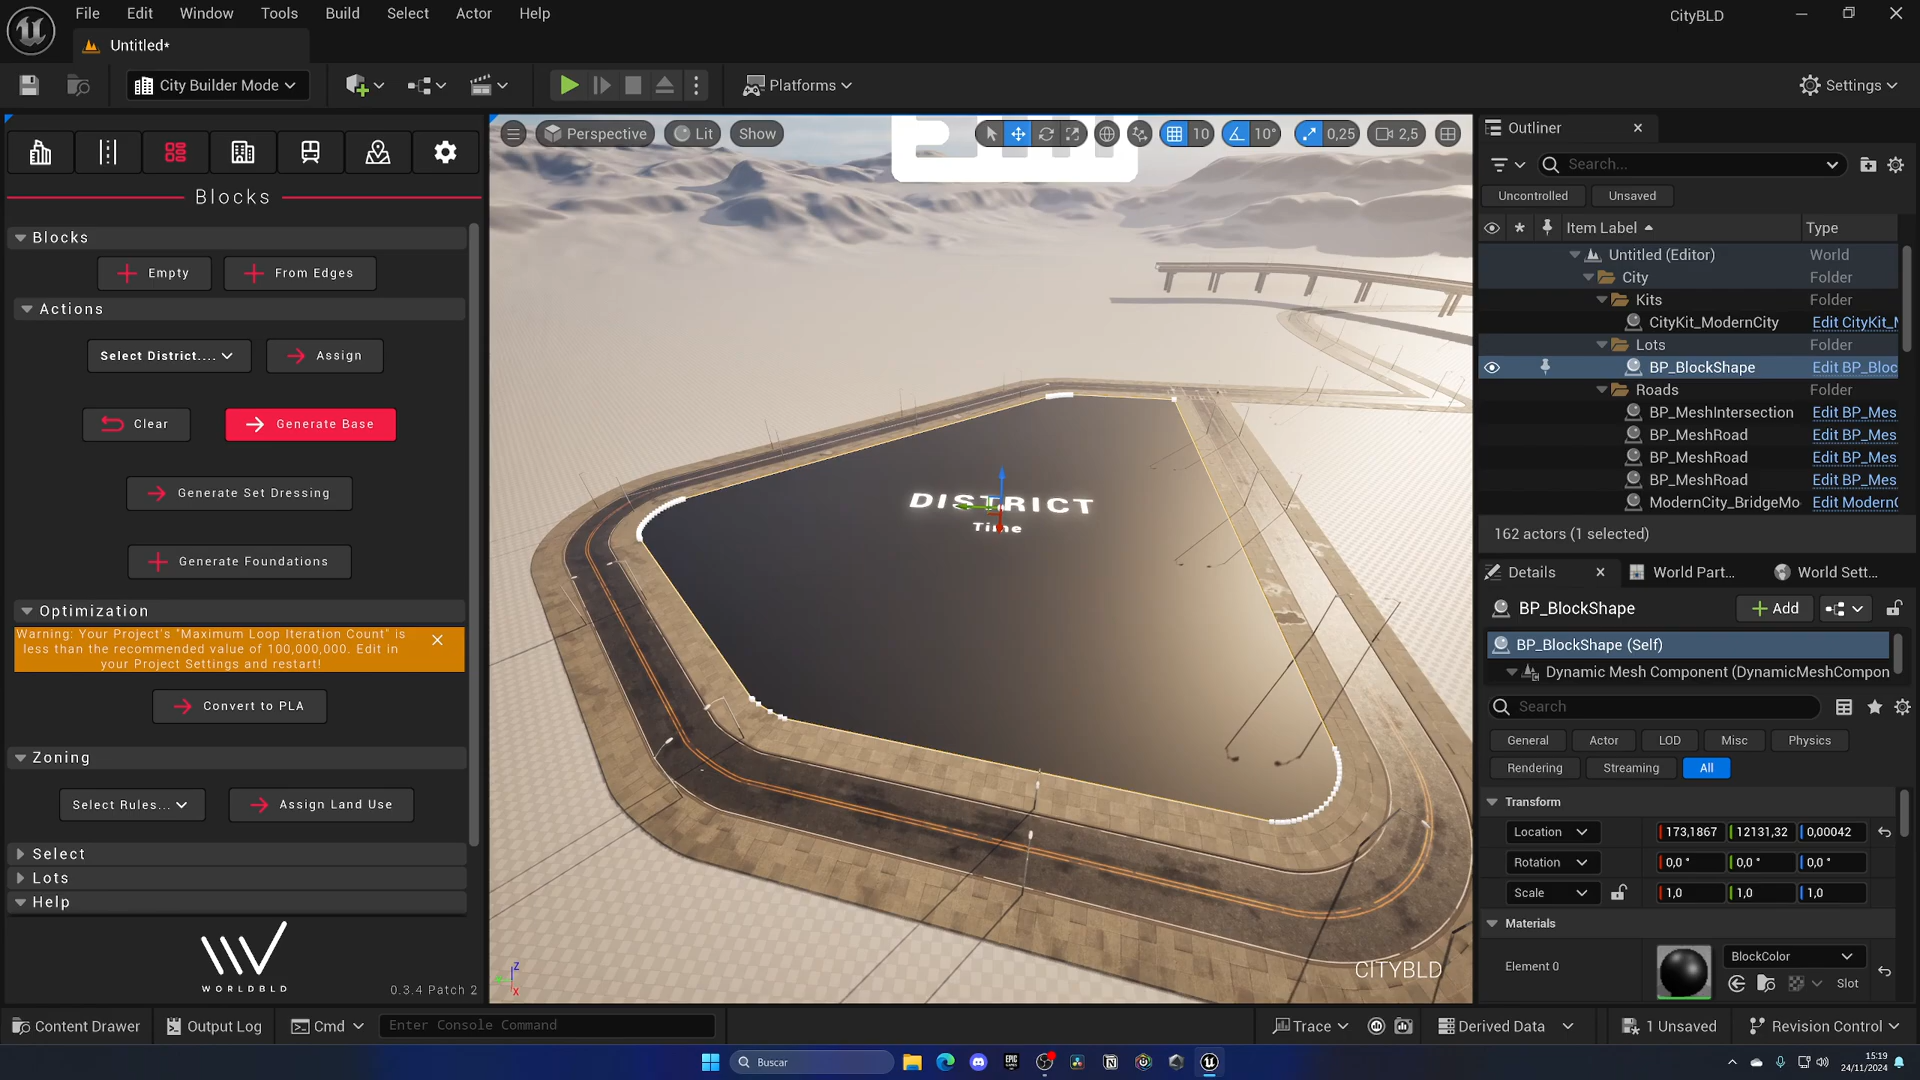 File Edit Window Tools Build Select Actor Help
CityBLD
Untitled*
City Builder Mode
Platforms
Settings
Perspective Lit Show 10 10° 0,25 2,5
Blocks
Blocks
Empty From Edges
Actions
Select District.... Assign
Clear Generate Base
Generate Set Dressing
Generate Foundations
Optimization
Warning: Your Project's "Maximum Loop Iteration Count" is
less than the recommended value of 100,000,000. Edit in
your Project Settings and restart!
Convert to PLA
Zoning
Select Rules... Assign Land Use
Select
Lots
Help
WORLDBLD
0.3.4 Patch 2
DISTRICT
Time
CITYBLD
Z
X
Outliner
Search...
Uncontrolled Unsaved
Item Label Type
Untitled (Editor) World
City Folder
Kits Folder
CityKit_ModernCity Edit CityKit_
Lots Folder
BP_BlockShape Edit BP_Bloc
Roads Folder
BP_MeshIntersection Edit BP_Mes
BP_MeshRoad Edit BP_Mes
BP_MeshRoad Edit BP_Mes
BP_MeshRoad Edit BP_Mes
ModernCity_BridgeMo Edit Modern
162 actors (1 selected)
Details World Part... World Sett...
BP_BlockShape Add
BP_BlockShape (Self)
Dynamic Mesh Component (DynamicMeshCompon
Search
General Actor LOD Misc Physics
Rendering Streaming All
Transform
Location 173,1867 12131,32 0,00042
Rotation 0,0 ° 0,0 ° 0,0 °
Scale 1,0 1,0 1,0
Materials
Element 0 BlockColor
Slot
Content Drawer Output Log Cmd Enter Console Command Trace Derived Data 1 Unsaved Revision Control
Buscar
EPIC
15:19
24/11/2024